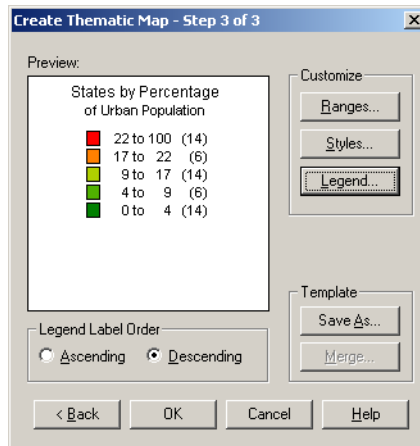 Create Thematic Map - Step 3 of 3
Preview:
States by Percentage
of Urban Population
22 to 100 (14)
17 to 22 (6)
9 to 17 (14)
4 to 9 (6)
0 to 4 (14)
Legend Label Order
Ascending
Descending
Customize
Ranges...
Styles...
Legend...
Template
Save As...
Merge...
< Back
OK
Cancel
Help